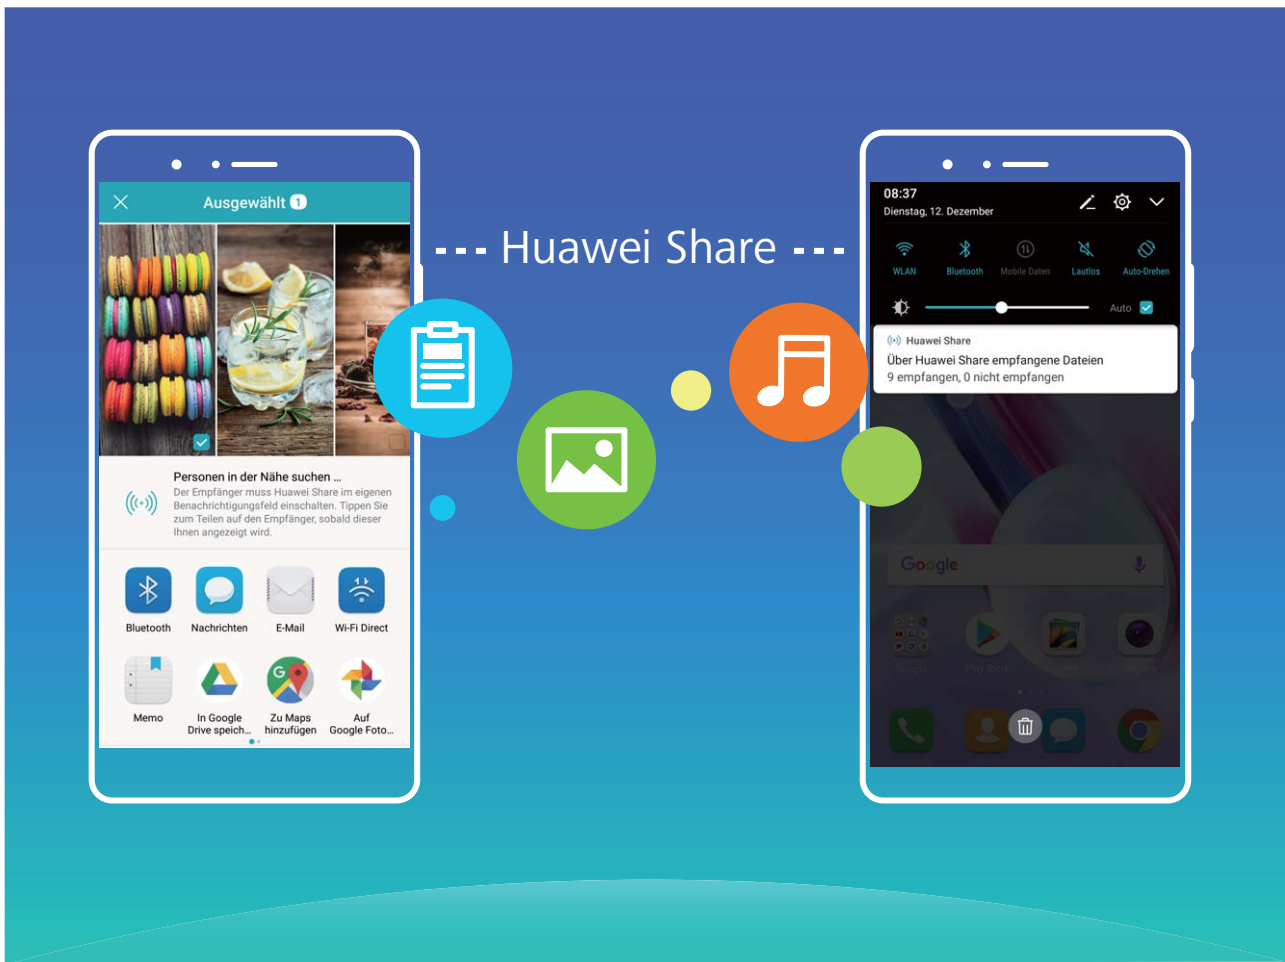 Ausgewählt 1
Personen in der Nähe suchen ...
Der Empfänger muss Huawei Share im eigenen
Benachrichtigungsfeld einschalten. Tippen Sie
zum Teilen auf den Empfänger, sobald dieser
Ihnen angezeigt wird.
Bluetooth
Nachrichten
E-Mail
Wi-Fi Direct
Memo
In Google
Drive speich...
Zu Maps
hinzufügen
Auf
Google Foto...
Huawei Share
08:37
Dienstag, 12. Dezember
WLAN
Bluetooth
Mobile Daten
Lautlos
Auto-Drehen
Auto
Huawei Share
Über Huawei Share empfangene Dateien
9 empfangen, 0 nicht empfangen
Google
Google
Play Store